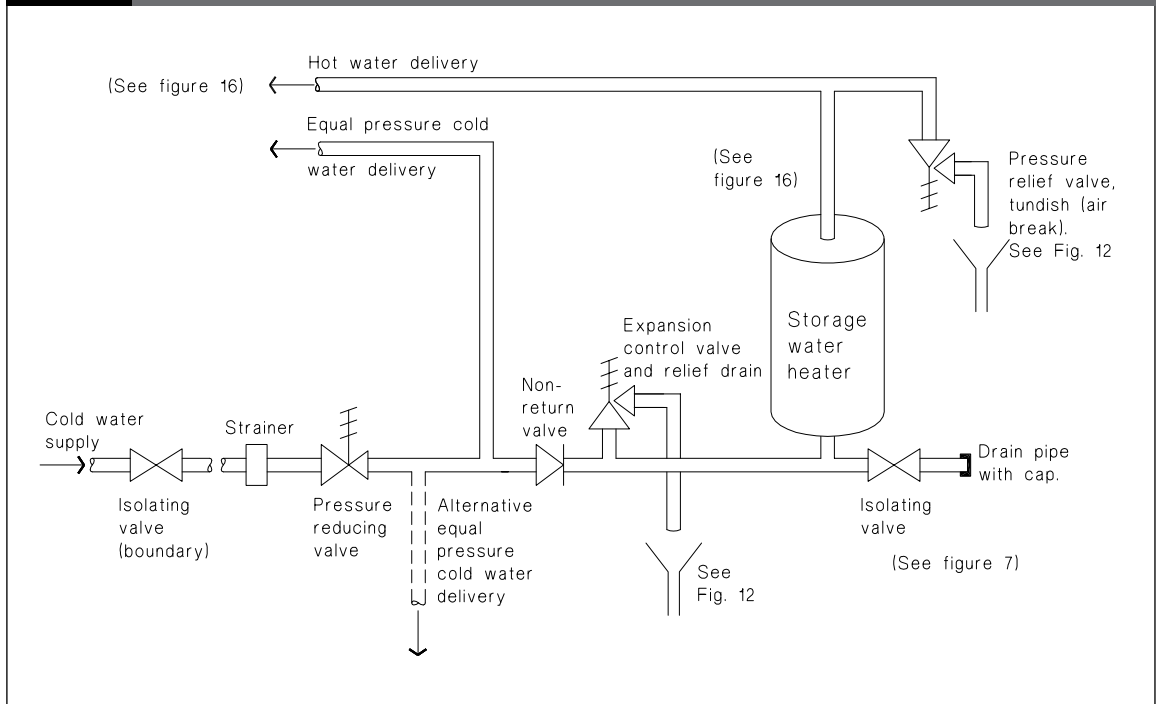 Hot water delivery
(See figure 16)
Equal pressure cold
water delivery
(See
figure 16)
Pressure
relief valve,
tundish (air
break).
See Fig. 12
Storage
water
heater
Expansion
control valve
and relief drain
Non-
return
valve
Cold water
supply
Strainer
Drain pipe
with cap.
Isolating
valve
(boundary)
Pressure
reducing
valve
Alternative
equal
pressure
cold water
delivery
Isolating
valve
(See figure 7)
See
Fig. 12